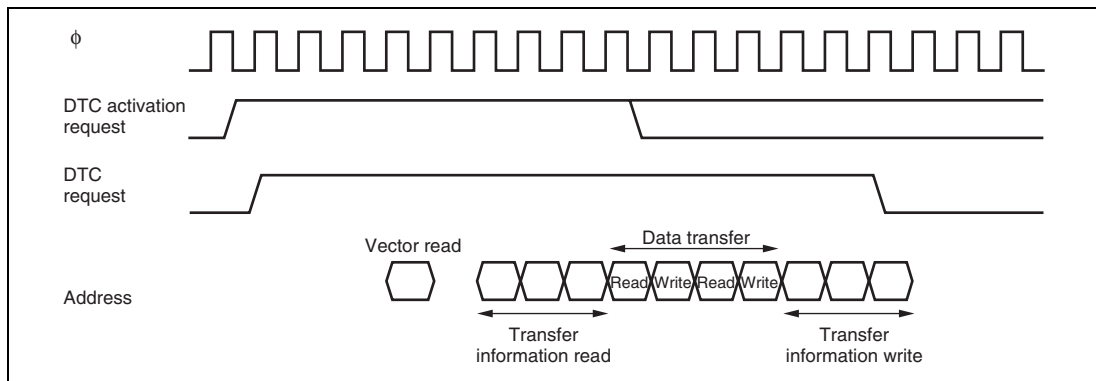 ϕ
DTC activation
request
DTC
request
Vector read
Data transfer
Address
Read Write Read Write
Transfer
information read
Transfer
information write